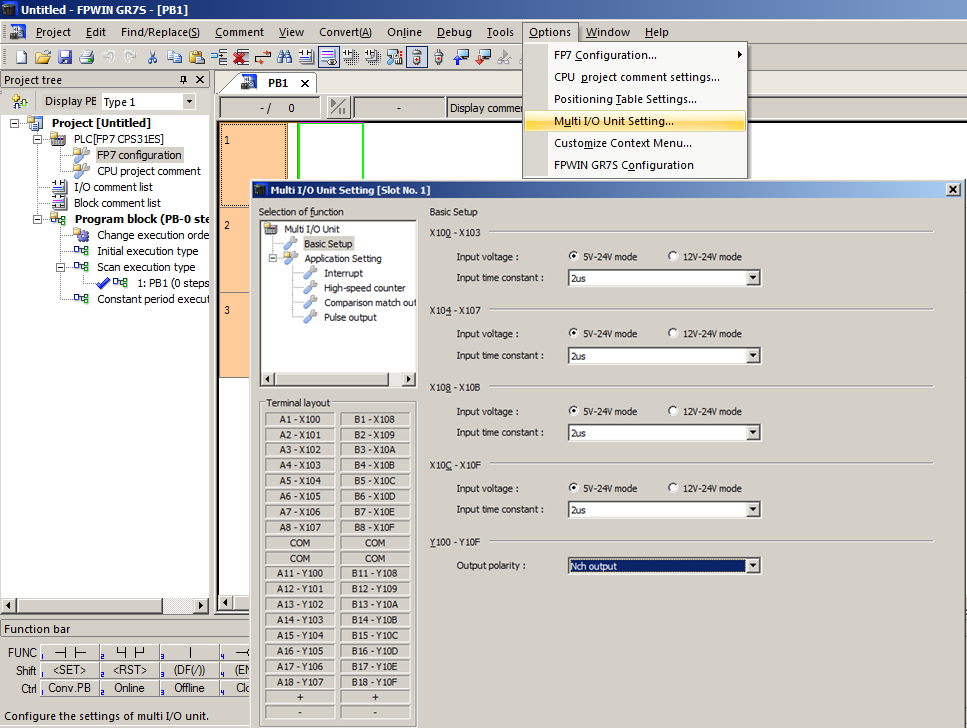 Untitled - FPWIN GR7S - [PB1]
Project Edit Find/Replace(S) Comment View Convert(A) Online Debug Tools Options Window Help
FP7 Configuration...
CPU project comment settings...
Positioning Table Settings...
Multi I/O Unit Setting...
Customize Context Menu...
FPWIN GR7S Configuration
Project tree
Display PE Type 1
Project [Untitled]
PLC[FP7 CPS31ES]
FP7 configuration
CPU project comment
I/O comment list
Block comment list
Program block (PB-0 ste
Change execution orde
Initial execution type
Scan execution type
1: PB1 (0 steps
Constant period execut
PB1
- / 0
-
Display commen
1
2
3
Multi I/O Unit Setting [Slot No. 1]
Selection of function
Multi I/O Unit
Basic Setup
Application Setting
Interrupt
High-speed counter
Comparison match out
Pulse output
Terminal layout
A1 - X100 B1 - X108
A2 - X101 B2 - X109
A3 - X102 B3 - X10A
A4 - X103 B4 - X10B
A5 - X104 B5 - X10C
A6 - X105 B6 - X10D
A7 - X106 B7 - X10E
A8 - X107 B8 - X10F
COM COM
COM COM
A11 - Y100 B11 - Y108
A12 - Y101 B12 - Y109
A13 - Y102 B13 - Y10A
A14 - Y103 B14 - Y10B
A15 - Y104 B15 - Y10C
A16 - Y105 B16 - Y10D
A17 - Y106 B17 - Y10E
A18 - Y107 B18 - Y10F
+ +
- -
Basic Setup
X100 - X103
Input voltage : 5V-24V mode 12V-24V mode
Input time constant : 2us
X104 - X107
Input voltage : 5V-24V mode 12V-24V mode
Input time constant : 2us
X108 - X10B
Input voltage : 5V-24V mode 12V-24V mode
Input time constant : 2us
X10C - X10F
Input voltage : 5V-24V mode 12V-24V mode
Input time constant : 2us
Y100 - Y10F
Output polarity : Nch output
Function bar
FUNC 1 2 3 4
Shift 1 <SET> 2 <RST> 3 (DF(/)) 4 (EN
Ctrl 1 Conv.PB 2 Online 3 Offline 4 Clo
Configure the settings of multi I/O unit.